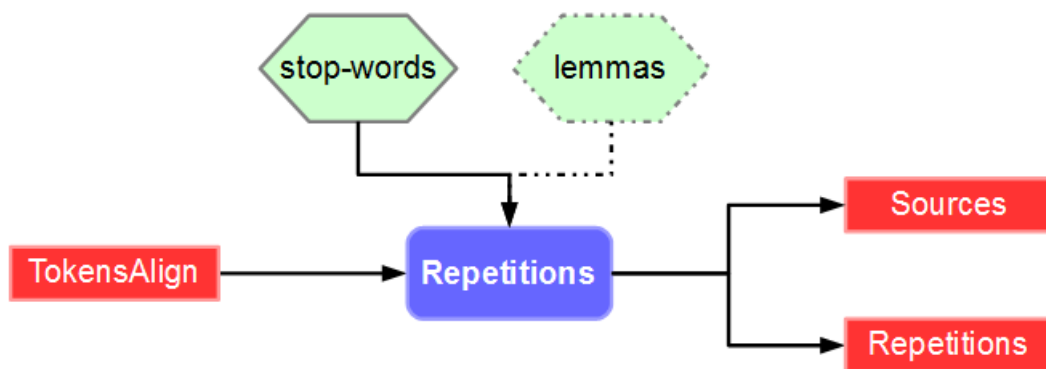 stop-words
lemmas
Sources
TokensAlign
Repetitions
Repetitions